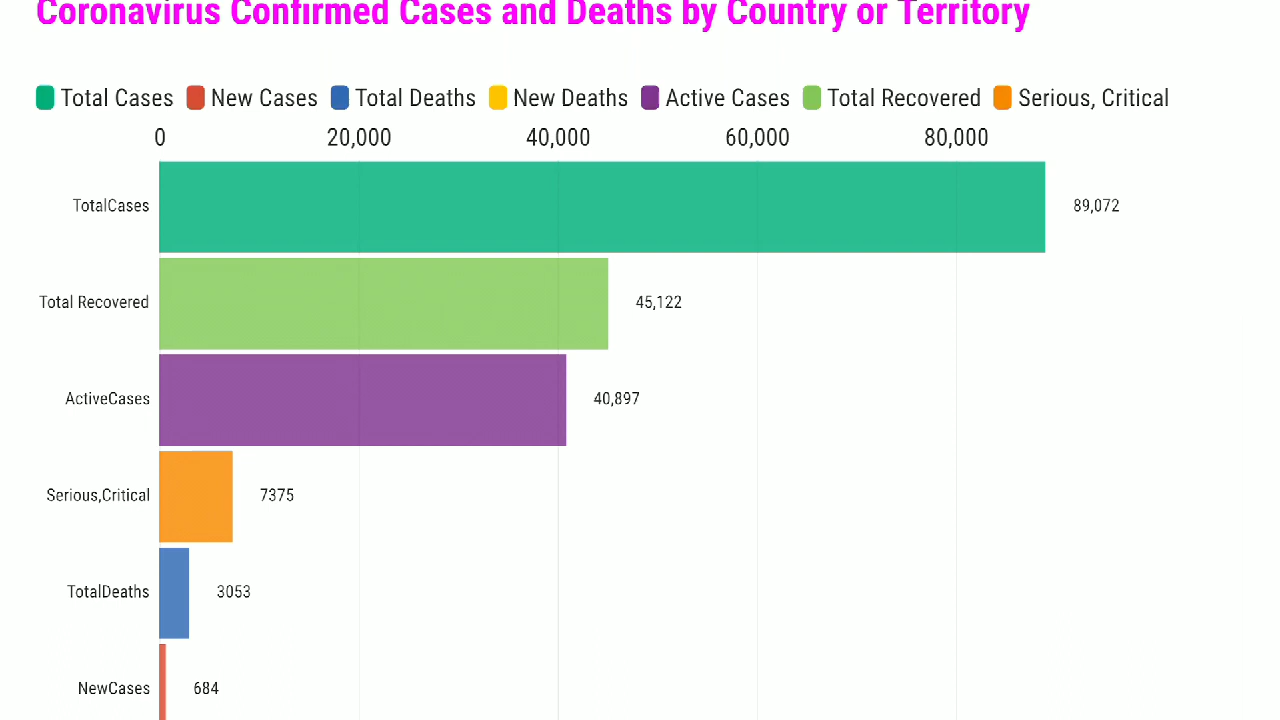 Coronavirus Confirmed Cases and Deaths by Country or Territory
Total Cases New Cases Total Deaths New Deaths Active Cases Total Recovered Serious, Critical
0 20,000 40,000 60,000 80,000
TotalCases 89,072
Total Recovered 45,122
ActiveCases 40,897
Serious,Critical 7375
TotalDeaths 3053
NewCases 684